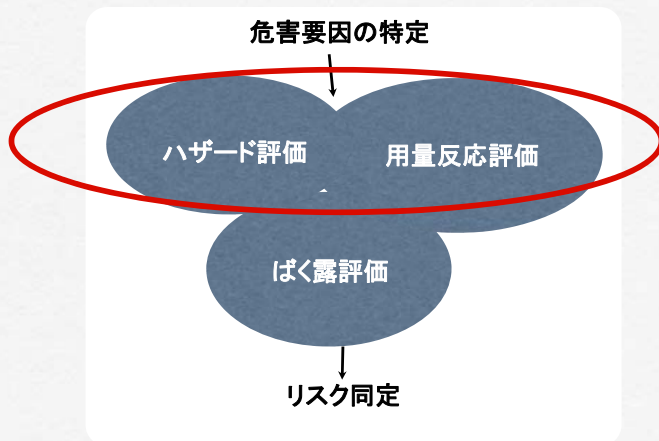 危害要因の特定
ハザード評価
用量反応評価
ばく露評価
リスク同定